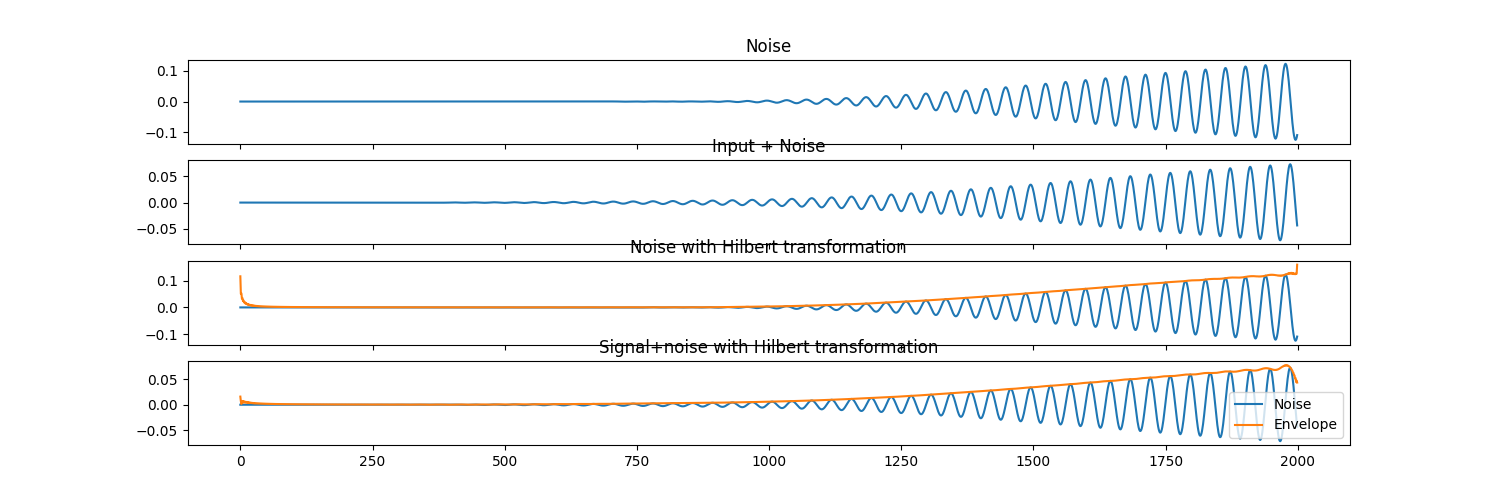 Noise
0.1
0.0
−0.1
Input + Noise
0.05
0.00
−0.05
Noise with Hilbert transformation
0.1
0.0
−0.1
Signal+noise with Hilbert transformation
0.05
0.00
−0.05
Noise
Envelope
0 250 500 750 1000 1250 1500 1750 2000